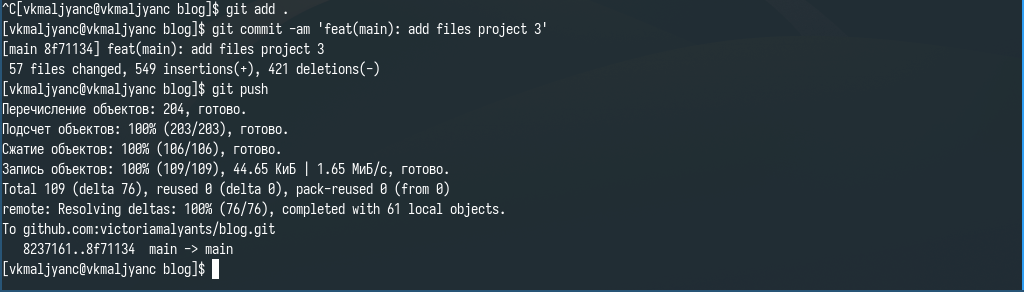 ^C[vkmaljyanc@vkmaljyanc blog]$ git add .
[vkmaljyanc@vkmaljyanc blog]$ git commit -am 'feat(main): add files project 3'
[main 8f71134] feat(main): add files project 3
 57 files changed, 549 insertions(+), 421 deletions(-)
[vkmaljyanc@vkmaljyanc blog]$ git push
Перечисление объектов: 204, готово.
Подсчет объектов: 100% (203/203), готово.
Сжатие объектов: 100% (106/106), готово.
Запись объектов: 100% (109/109), 44.65 КиБ | 1.65 МиБ/с, готово.
Total 109 (delta 76), reused 0 (delta 0), pack-reused 0 (from 0)
remote: Resolving deltas: 100% (76/76), completed with 61 local objects.
To github.com:victoriamalyants/blog.git
   8237161..8f71134  main -> main
[vkmaljyanc@vkmaljyanc blog]$